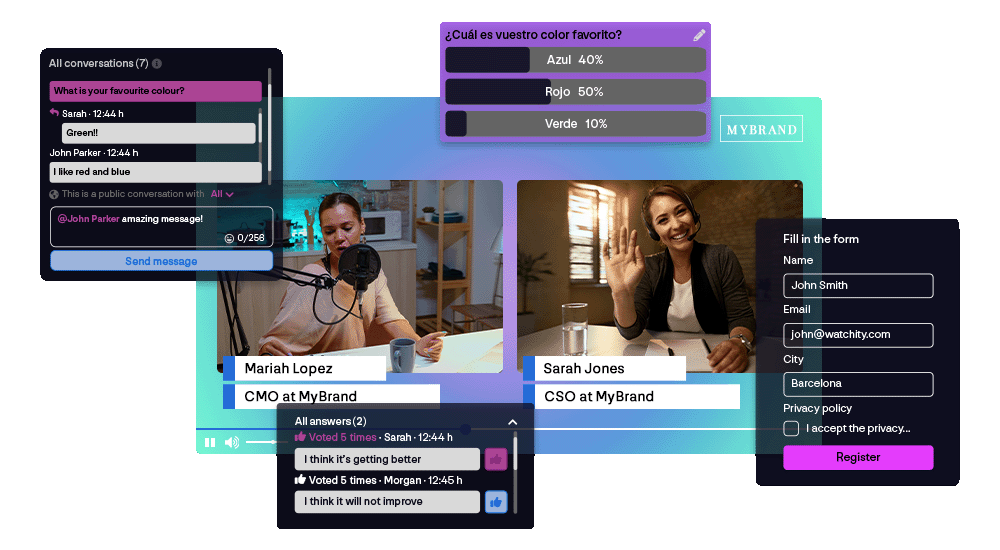 ¿Cuál es vuestro color favorito?
Azul 40%
Rojo 50%
Verde 10%
All conversations (7)
What is your favourite colour?
Sarah · 12:44 h
Green!!
John Parker · 12:44 h
I like red and blue
This is a public conversation with All
@John Parker amazing message!
0/256
Send message
MYBRAND
Mariah Lopez
CMO at MyBrand
Sarah Jones
CSO at MyBrand
All answers (2)
Voted 5 times · Sarah · 12:44 h
I think it's getting better
Voted 5 times · Morgan · 12:45 h
I think it will not improve
Fill in the form
Name
John Smith
Email
john@watchity.com
City
Barcelona
Privacy policy
I accept the privacy...
Register